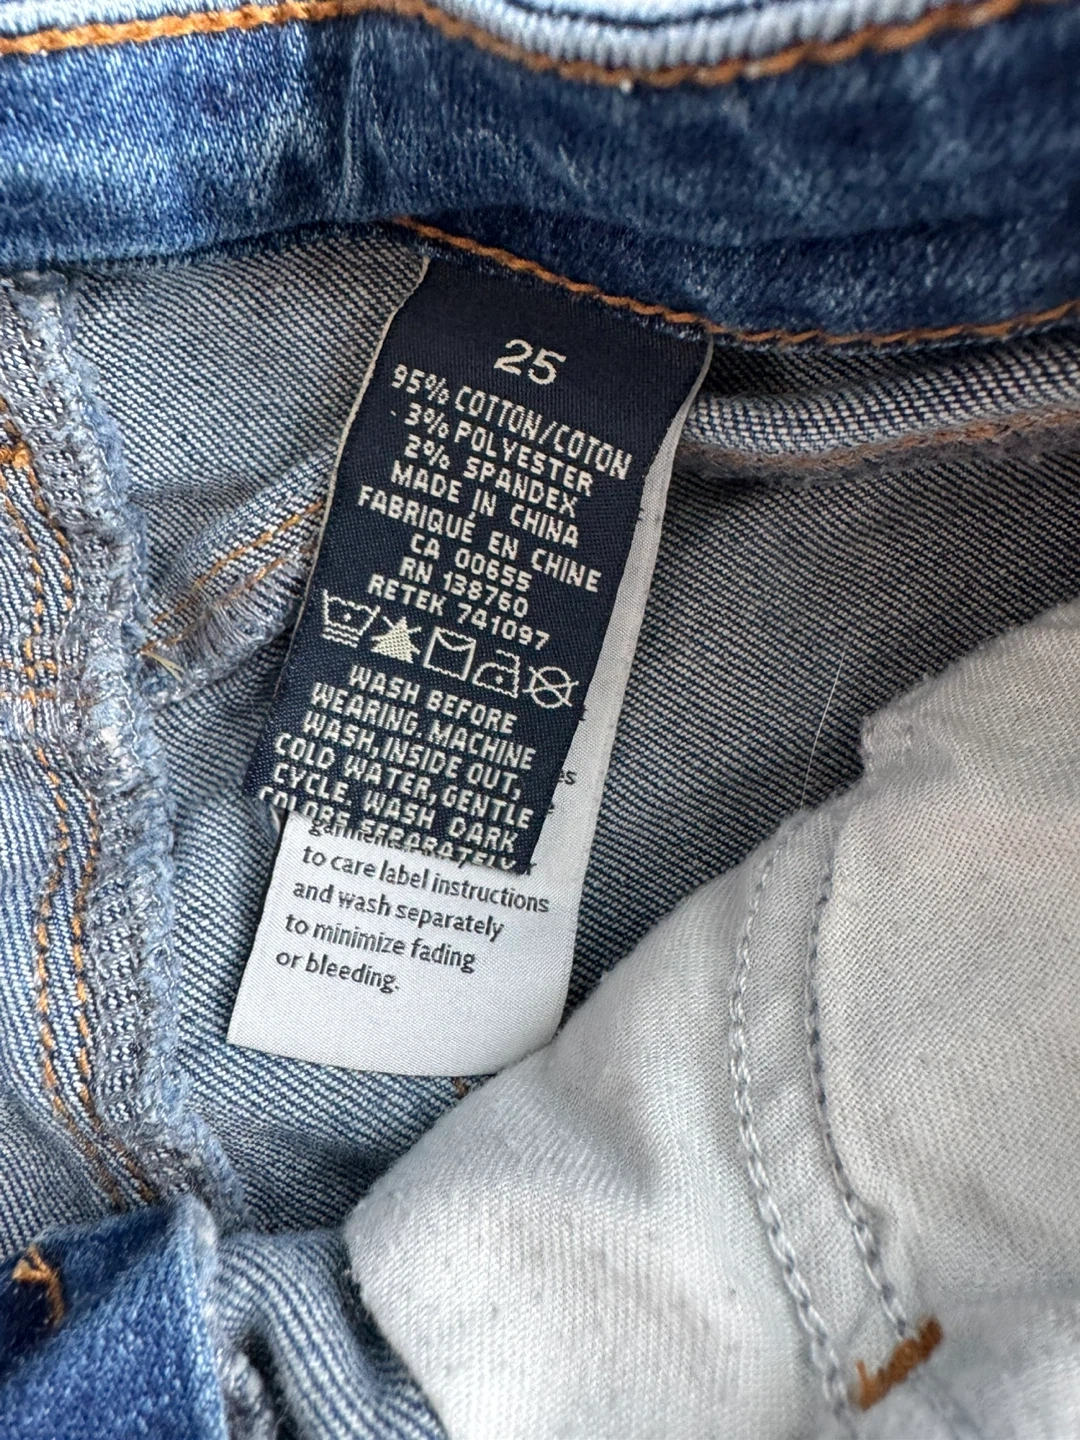 25
95% COTTON/COTON
3% POLYESTER
2% SPANDEX
MADE IN CHINA
FABRIQUÉ EN CHINE
CA 00655
RN 138760
RETEK 741097
WASH BEFORE
WEARING, MACHINE
WASH, INSIDE OUT,
COLD WATER, GENTLE
CYCLE, WASH DARK
COLORS SEPARATELY
to care label instructions
and wash separately
to minimize fading
or bleeding.